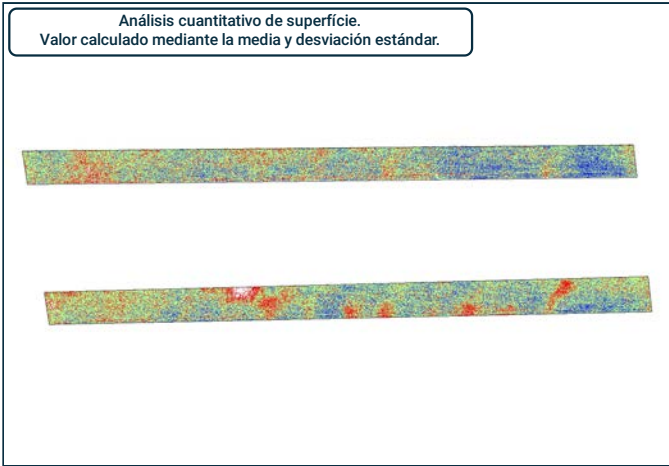 Análisis cuantitativo de superfície.
Valor calculado mediante la media y desviación estándar.